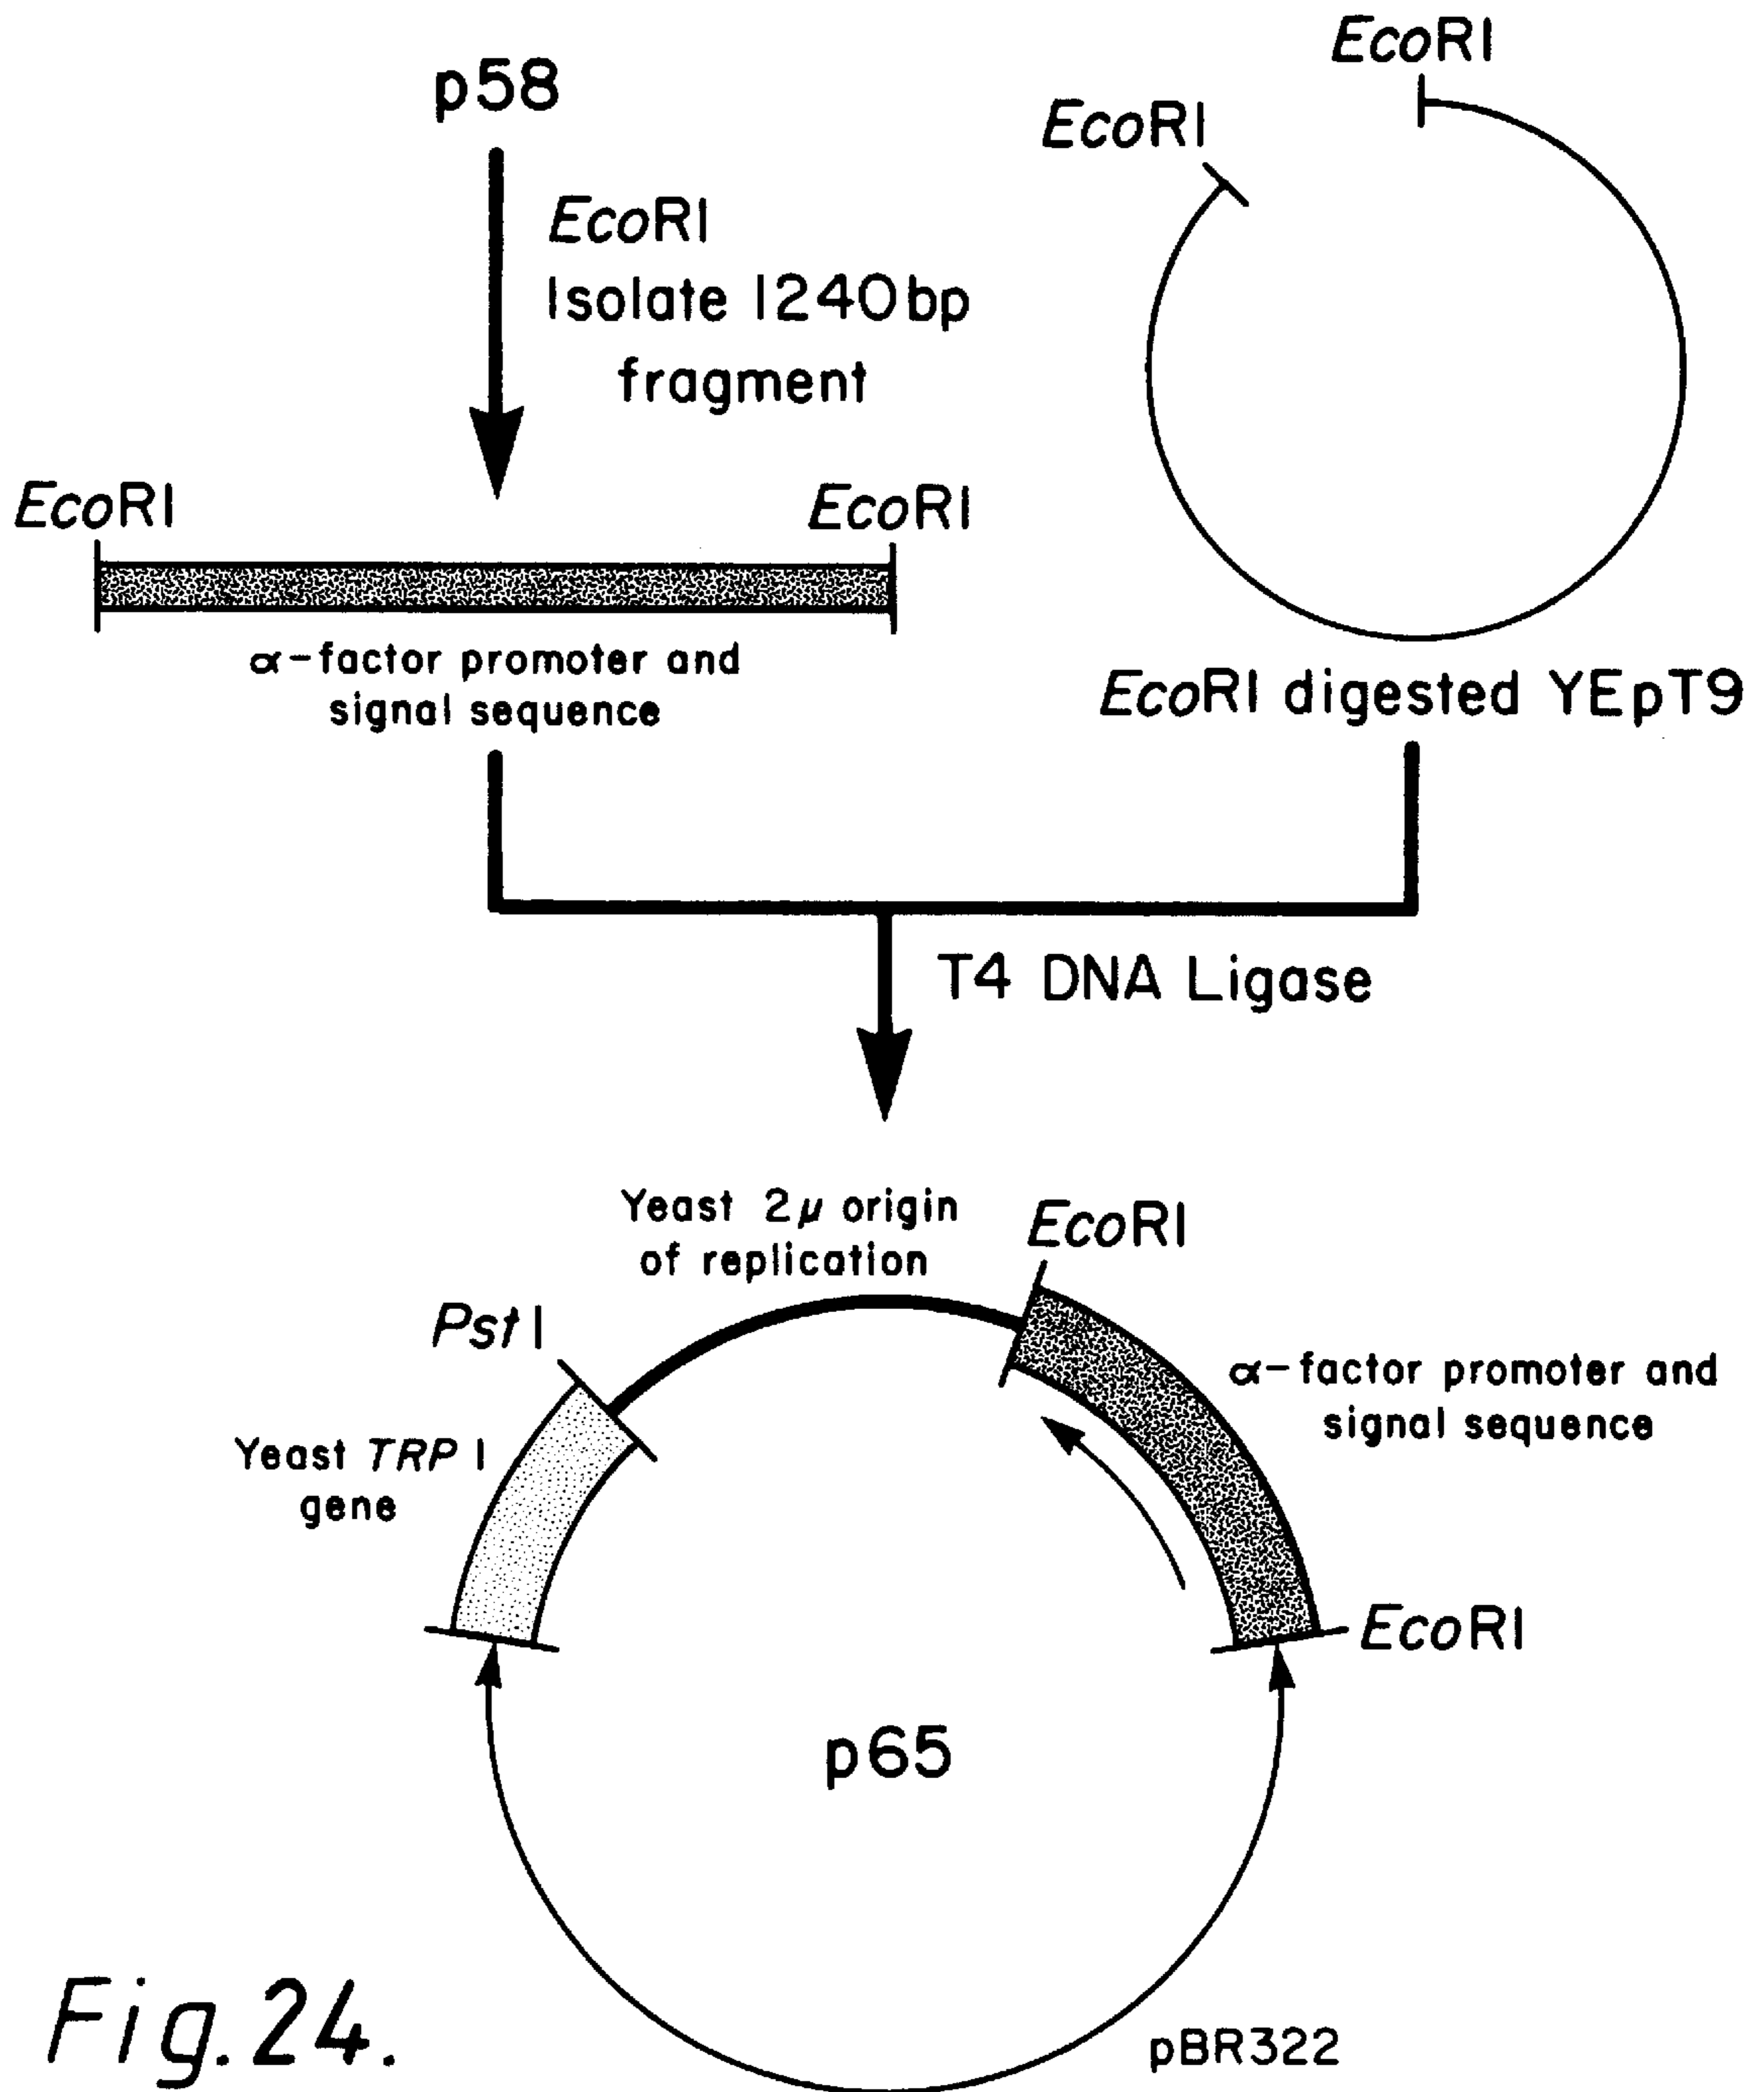 p58
EcoRI
Isolate 1240bp
fragment
EcoRI
EcoRI
α-factor promoter and
signal sequence
EcoRI
EcoRI
EcoRI digested YEpT9
T4 DNA Ligase
Yeast 2μ origin
of replication
EcoRI
PstI
α-factor promoter and
signal sequence
Yeast TRP I
gene
EcoRI
p65
pBR322
Fig.24.